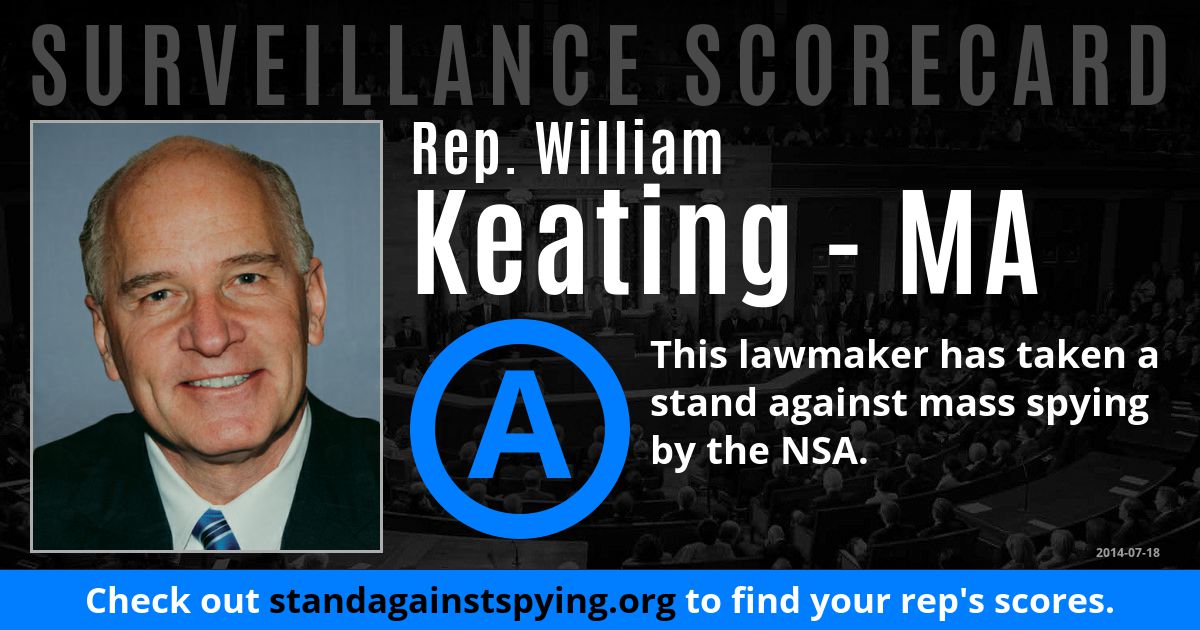 SURVEILLANCE SCORECARD
Rep. William
Keating - MA
A
This lawmaker has taken a
stand against mass spying
by the NSA.
2014-07-18
Check out standagainstspying.org to find your rep's scores.